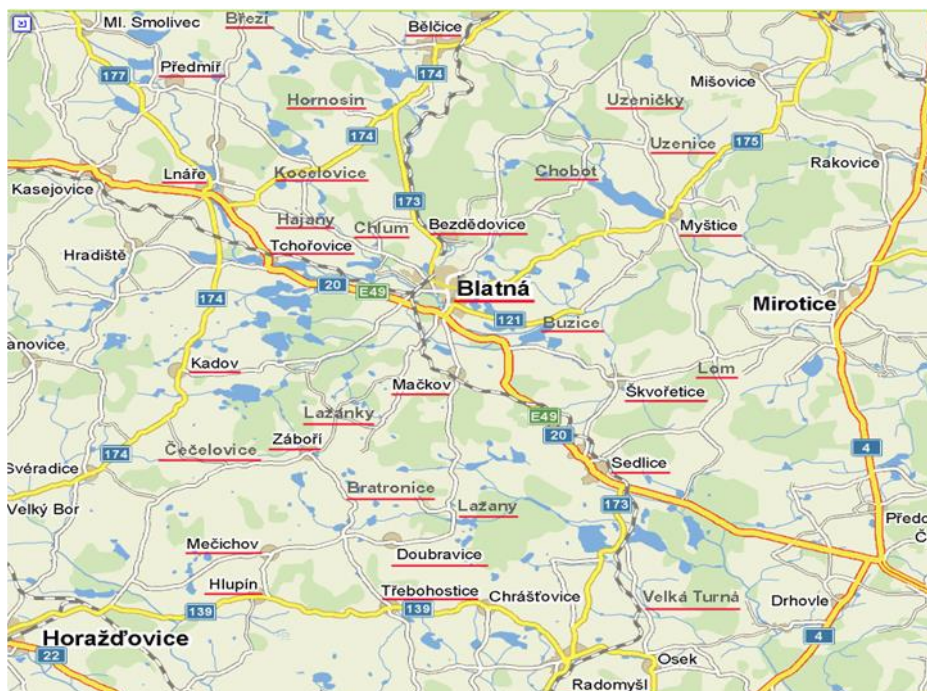 Ml. Smolivec
Březí
Bělčice
177
Předmíř
174
Mišovice
Hornosín
Uzeničky
174
Uzenice
175
Lnáře
Kocelovice
Chobot
Rakovice
Kasejovice
173
Hajany
Chlum
Bezdědovice
Myštice
Tchořovice
Hradiště
20
E49
Blatná
174
Mirotice
121
Buzice
anovice
Kadov
Mačkov
Lom
Škvořetice
Lažánky
E49
20
Záboří
Čečelovice
174
4
Svéradice
Sedlice
Bratronice
Velký Bor
Lažany
173
Předo
Č
Mečichov
Doubravice
Hlupín
Třebohostice
Chrášťovice
Velká Turná
Drhovle
139
139
Horažďovice
4
22
Osek
Radomyšl